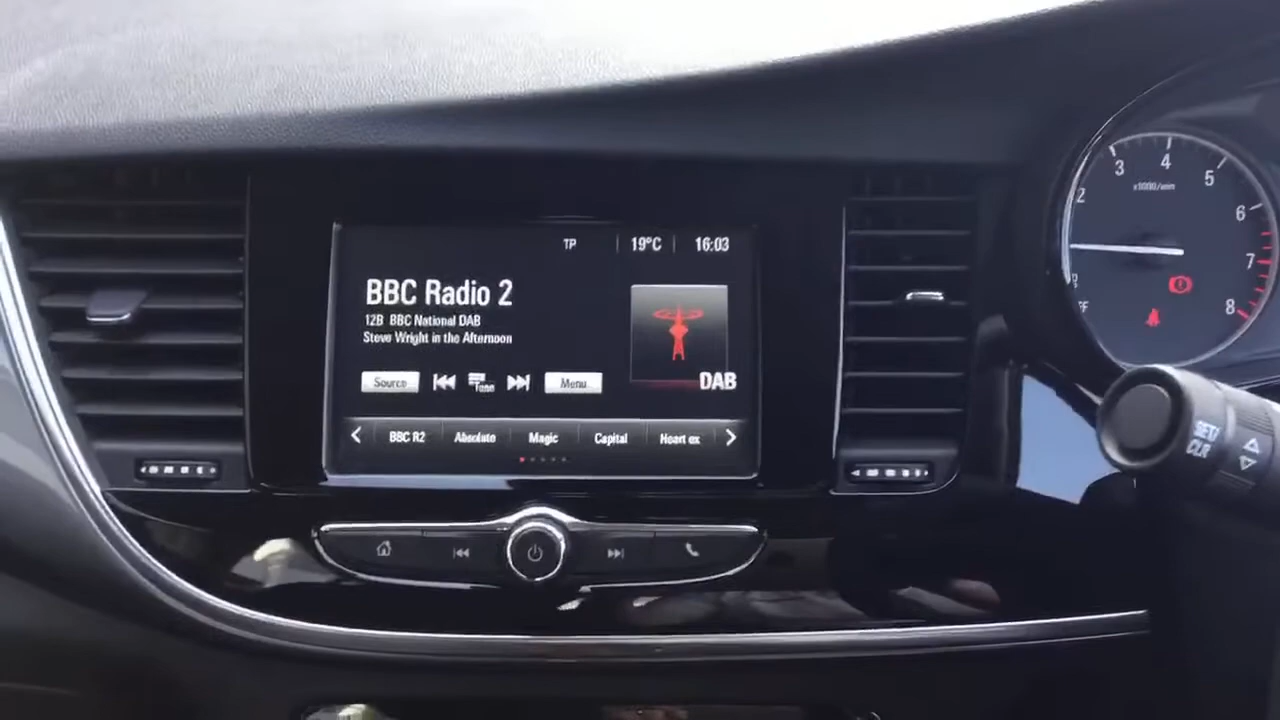 TP 19°C 16:03
BBC Radio 2
12B BBC National DAB
Steve Wright in the Afternoon
Source Tone Menu
DAB
BBC R2 Absolute Magic Capital Heart ex
2 3 4 5 6 7 8
x1000/min
SET/
CLR